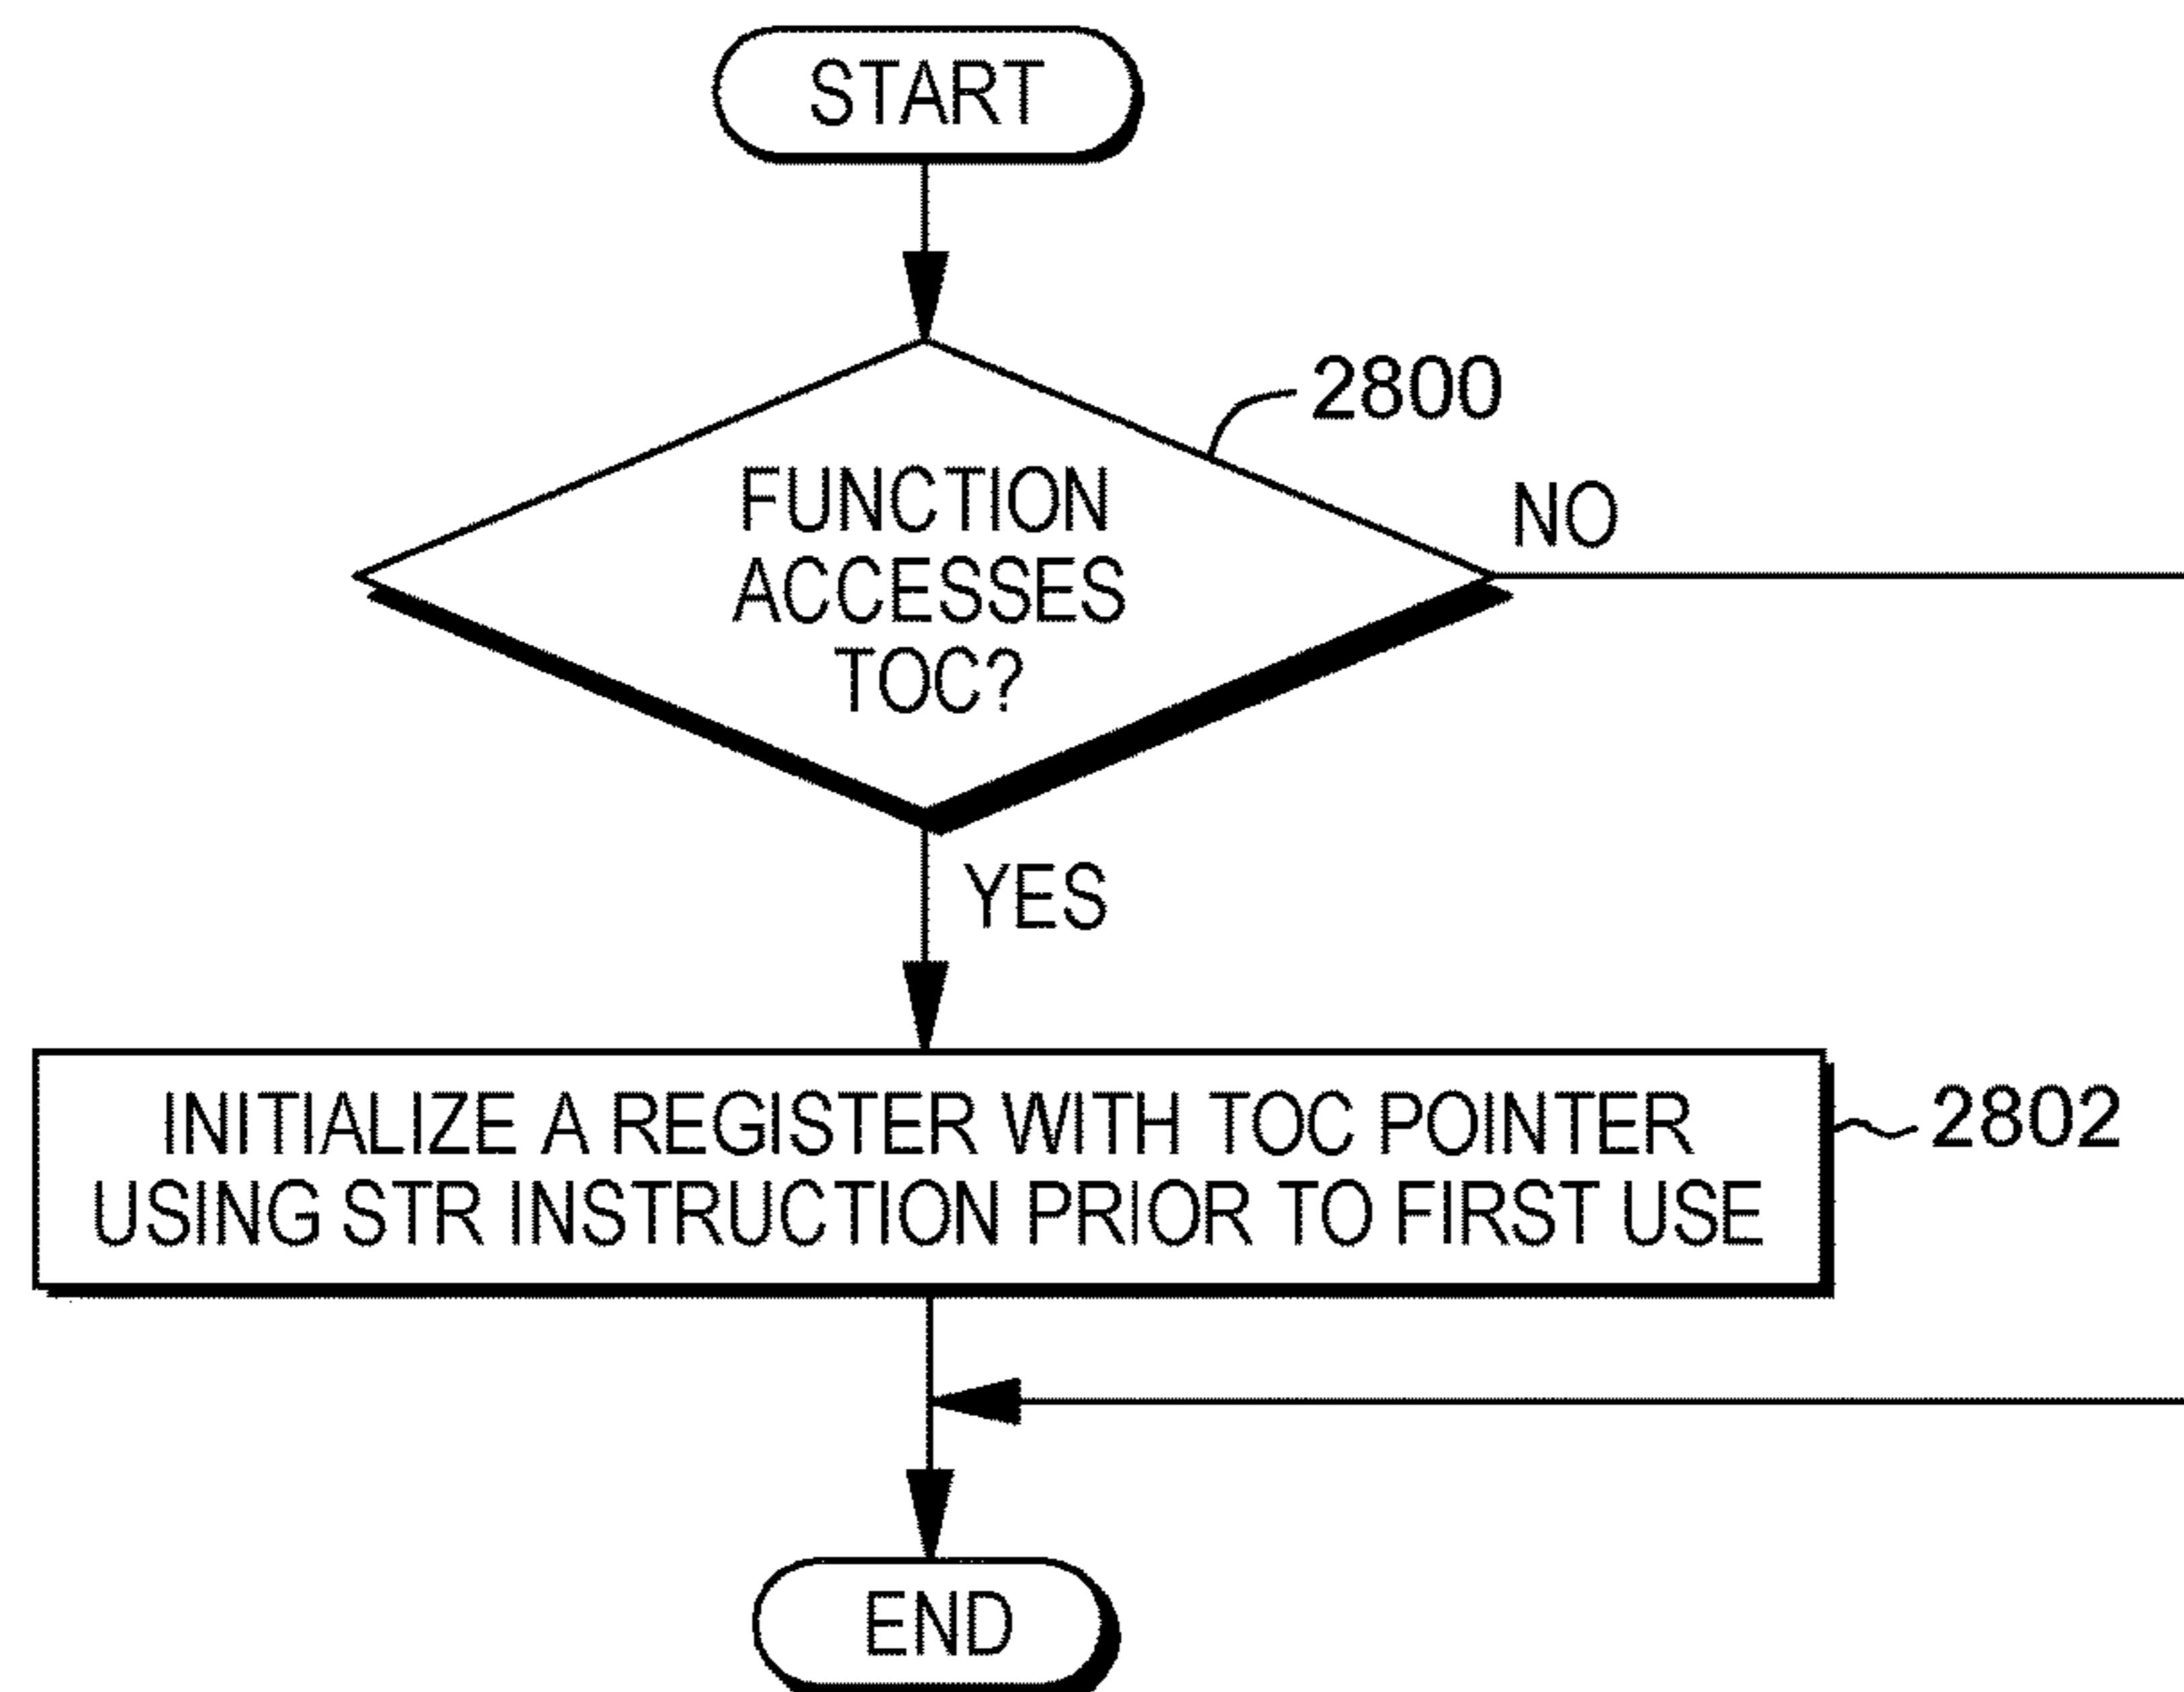 START
2800
FUNCTION
ACCESSES
TOC?
NO
YES
INITIALIZE A REGISTER WITH TOC POINTER
USING STR INSTRUCTION PRIOR TO FIRST USE
2802
END